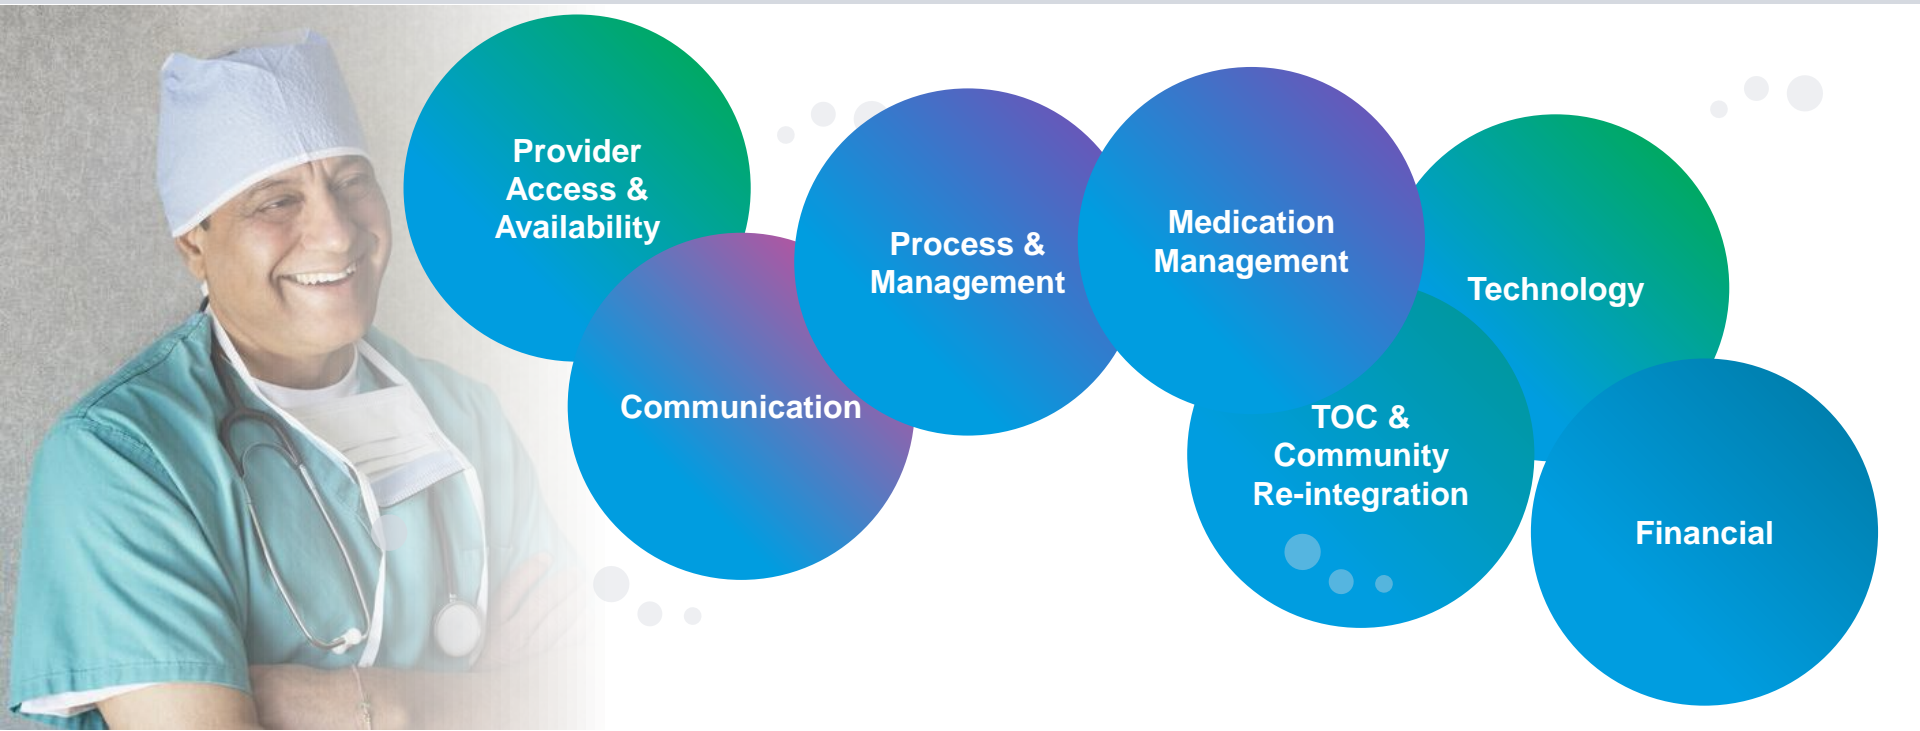 Provider
Access &
Availability
Communication
Process &
Management
Medication
Management
TOC &
Community
Re-integration
Technology
Financial